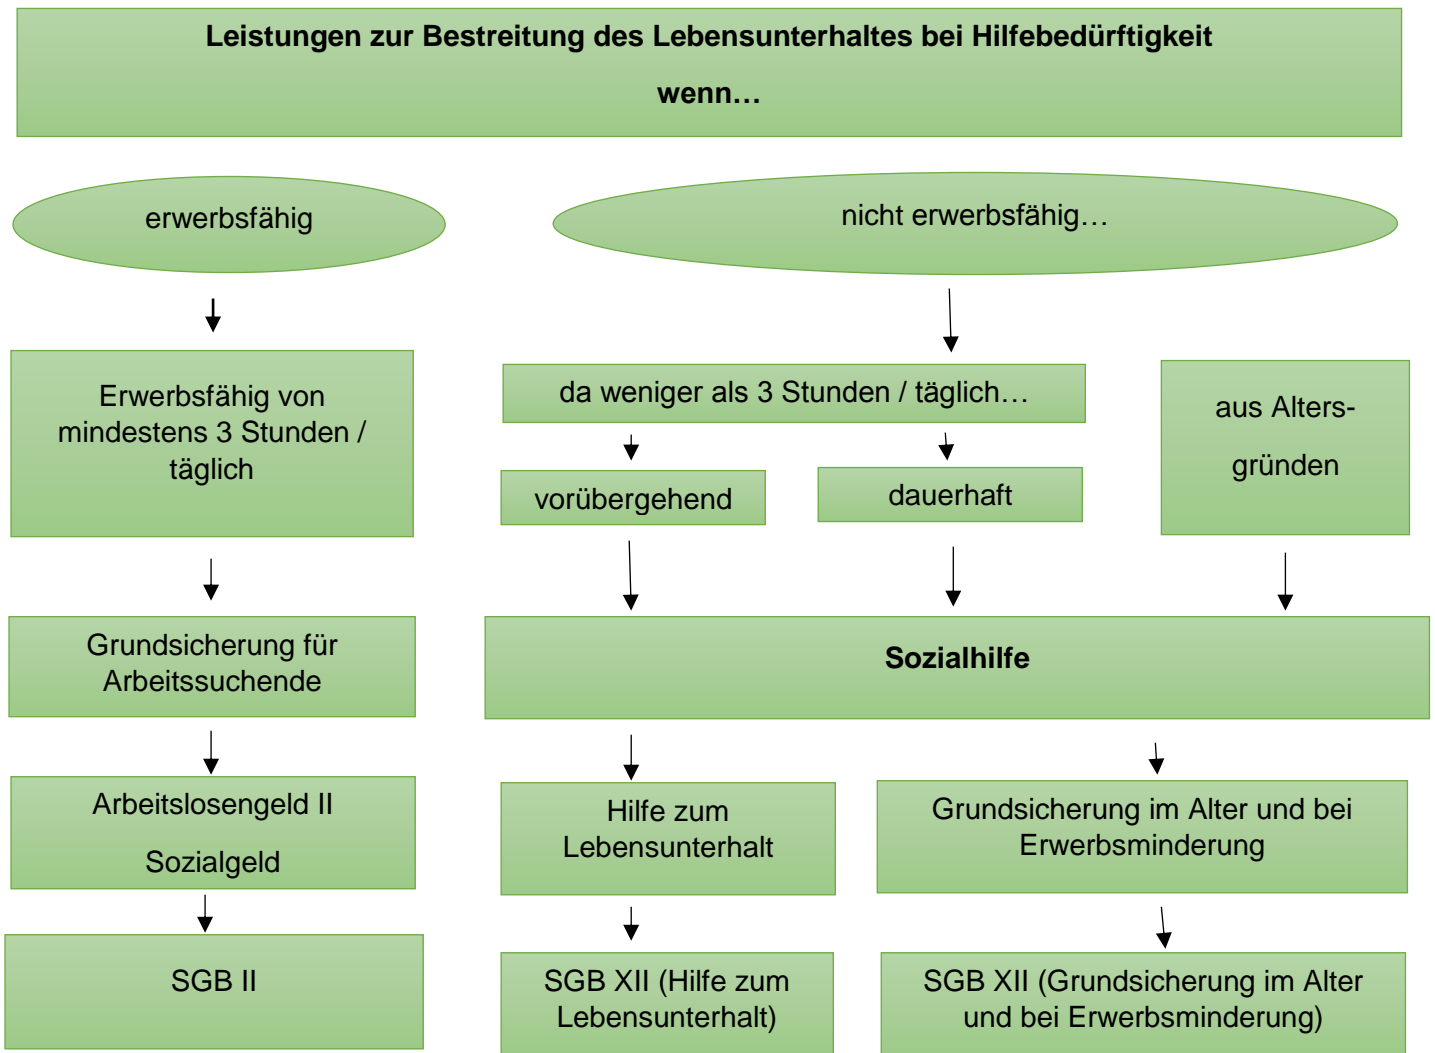 Leistungen zur Bestreitung des Lebensunterhaltes bei Hilfebedürftigkeit
wenn…
erwerbsfähig
nicht erwerbsfähig…
Erwerbsfähig von
mindestens 3 Stunden /
täglich
da weniger als 3 Stunden / täglich…
aus Alters-
gründen
vorübergehend
dauerhaft
Grundsicherung für
Arbeitssuchende
Sozialhilfe
Arbeitslosengeld II
Sozialgeld
Hilfe zum
Lebensunterhalt
Grundsicherung im Alter und bei
Erwerbsminderung
SGB II
SGB XII (Hilfe zum
Lebensunterhalt)
SGB XII (Grundsicherung im Alter
und bei Erwerbsminderung)